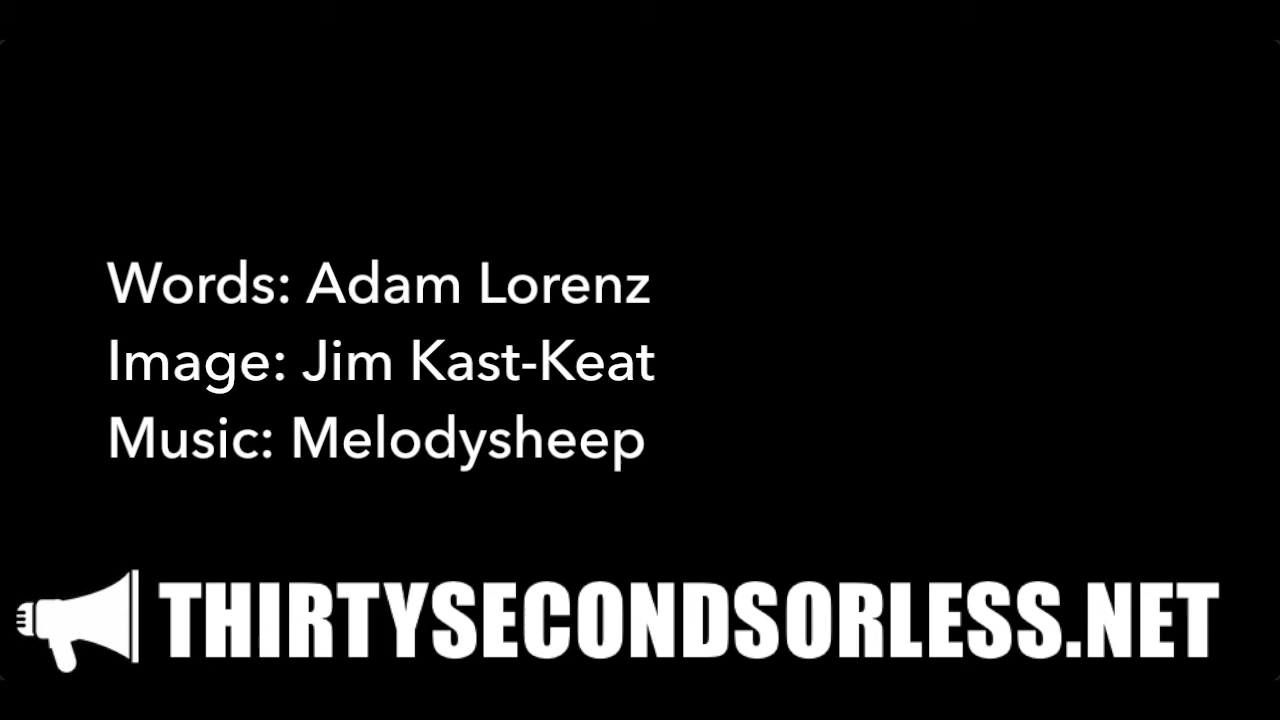 Words: Adam Lorenz
Image: Jim Kast-Keat
Music: Melodysheep
THIRTYSECONDSORLESS.NET